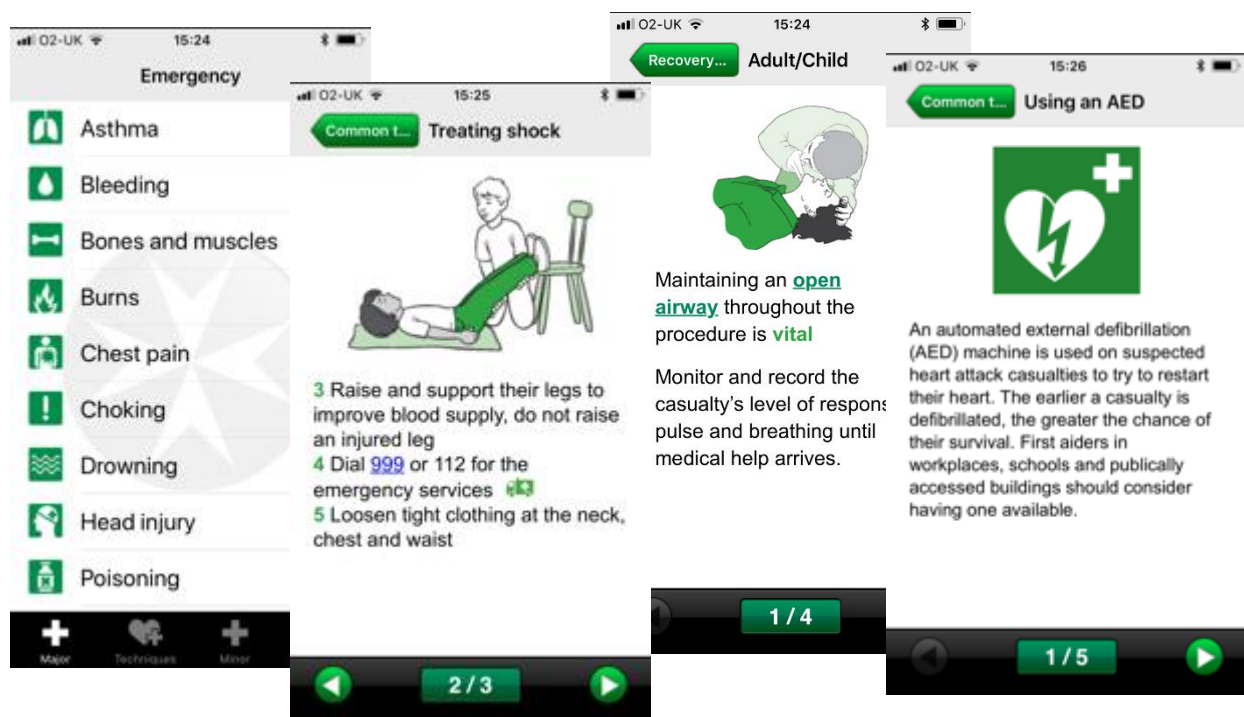 O2-UK 15:24
Emergency
Asthma
Bleeding
Bones and muscles
Burns
Chest pain
Choking
Drowning
Head injury
Poisoning
Major Techniques Minor
O2-UK 15:25
Common t... Treating shock
3 Raise and support their legs to
improve blood supply, do not raise
an injured leg
4 Dial 999 or 112 for the
emergency services
5 Loosen tight clothing at the neck,
chest and waist
2 / 3
O2-UK 15:24
Recovery... Adult/Child
Maintaining an open
airway throughout the
procedure is vital
Monitor and record the
casualty's level of respons
pulse and breathing until
medical help arrives.
1 / 4
O2-UK 15:26
Common t... Using an AED
An automated external defibrillation
(AED) machine is used on suspected
heart attack casualties to try to restart
their heart. The earlier a casualty is
defibrillated, the greater the chance of
their survival. First aiders in
workplaces, schools and publically
accessed buildings should consider
having one available.
1 / 5